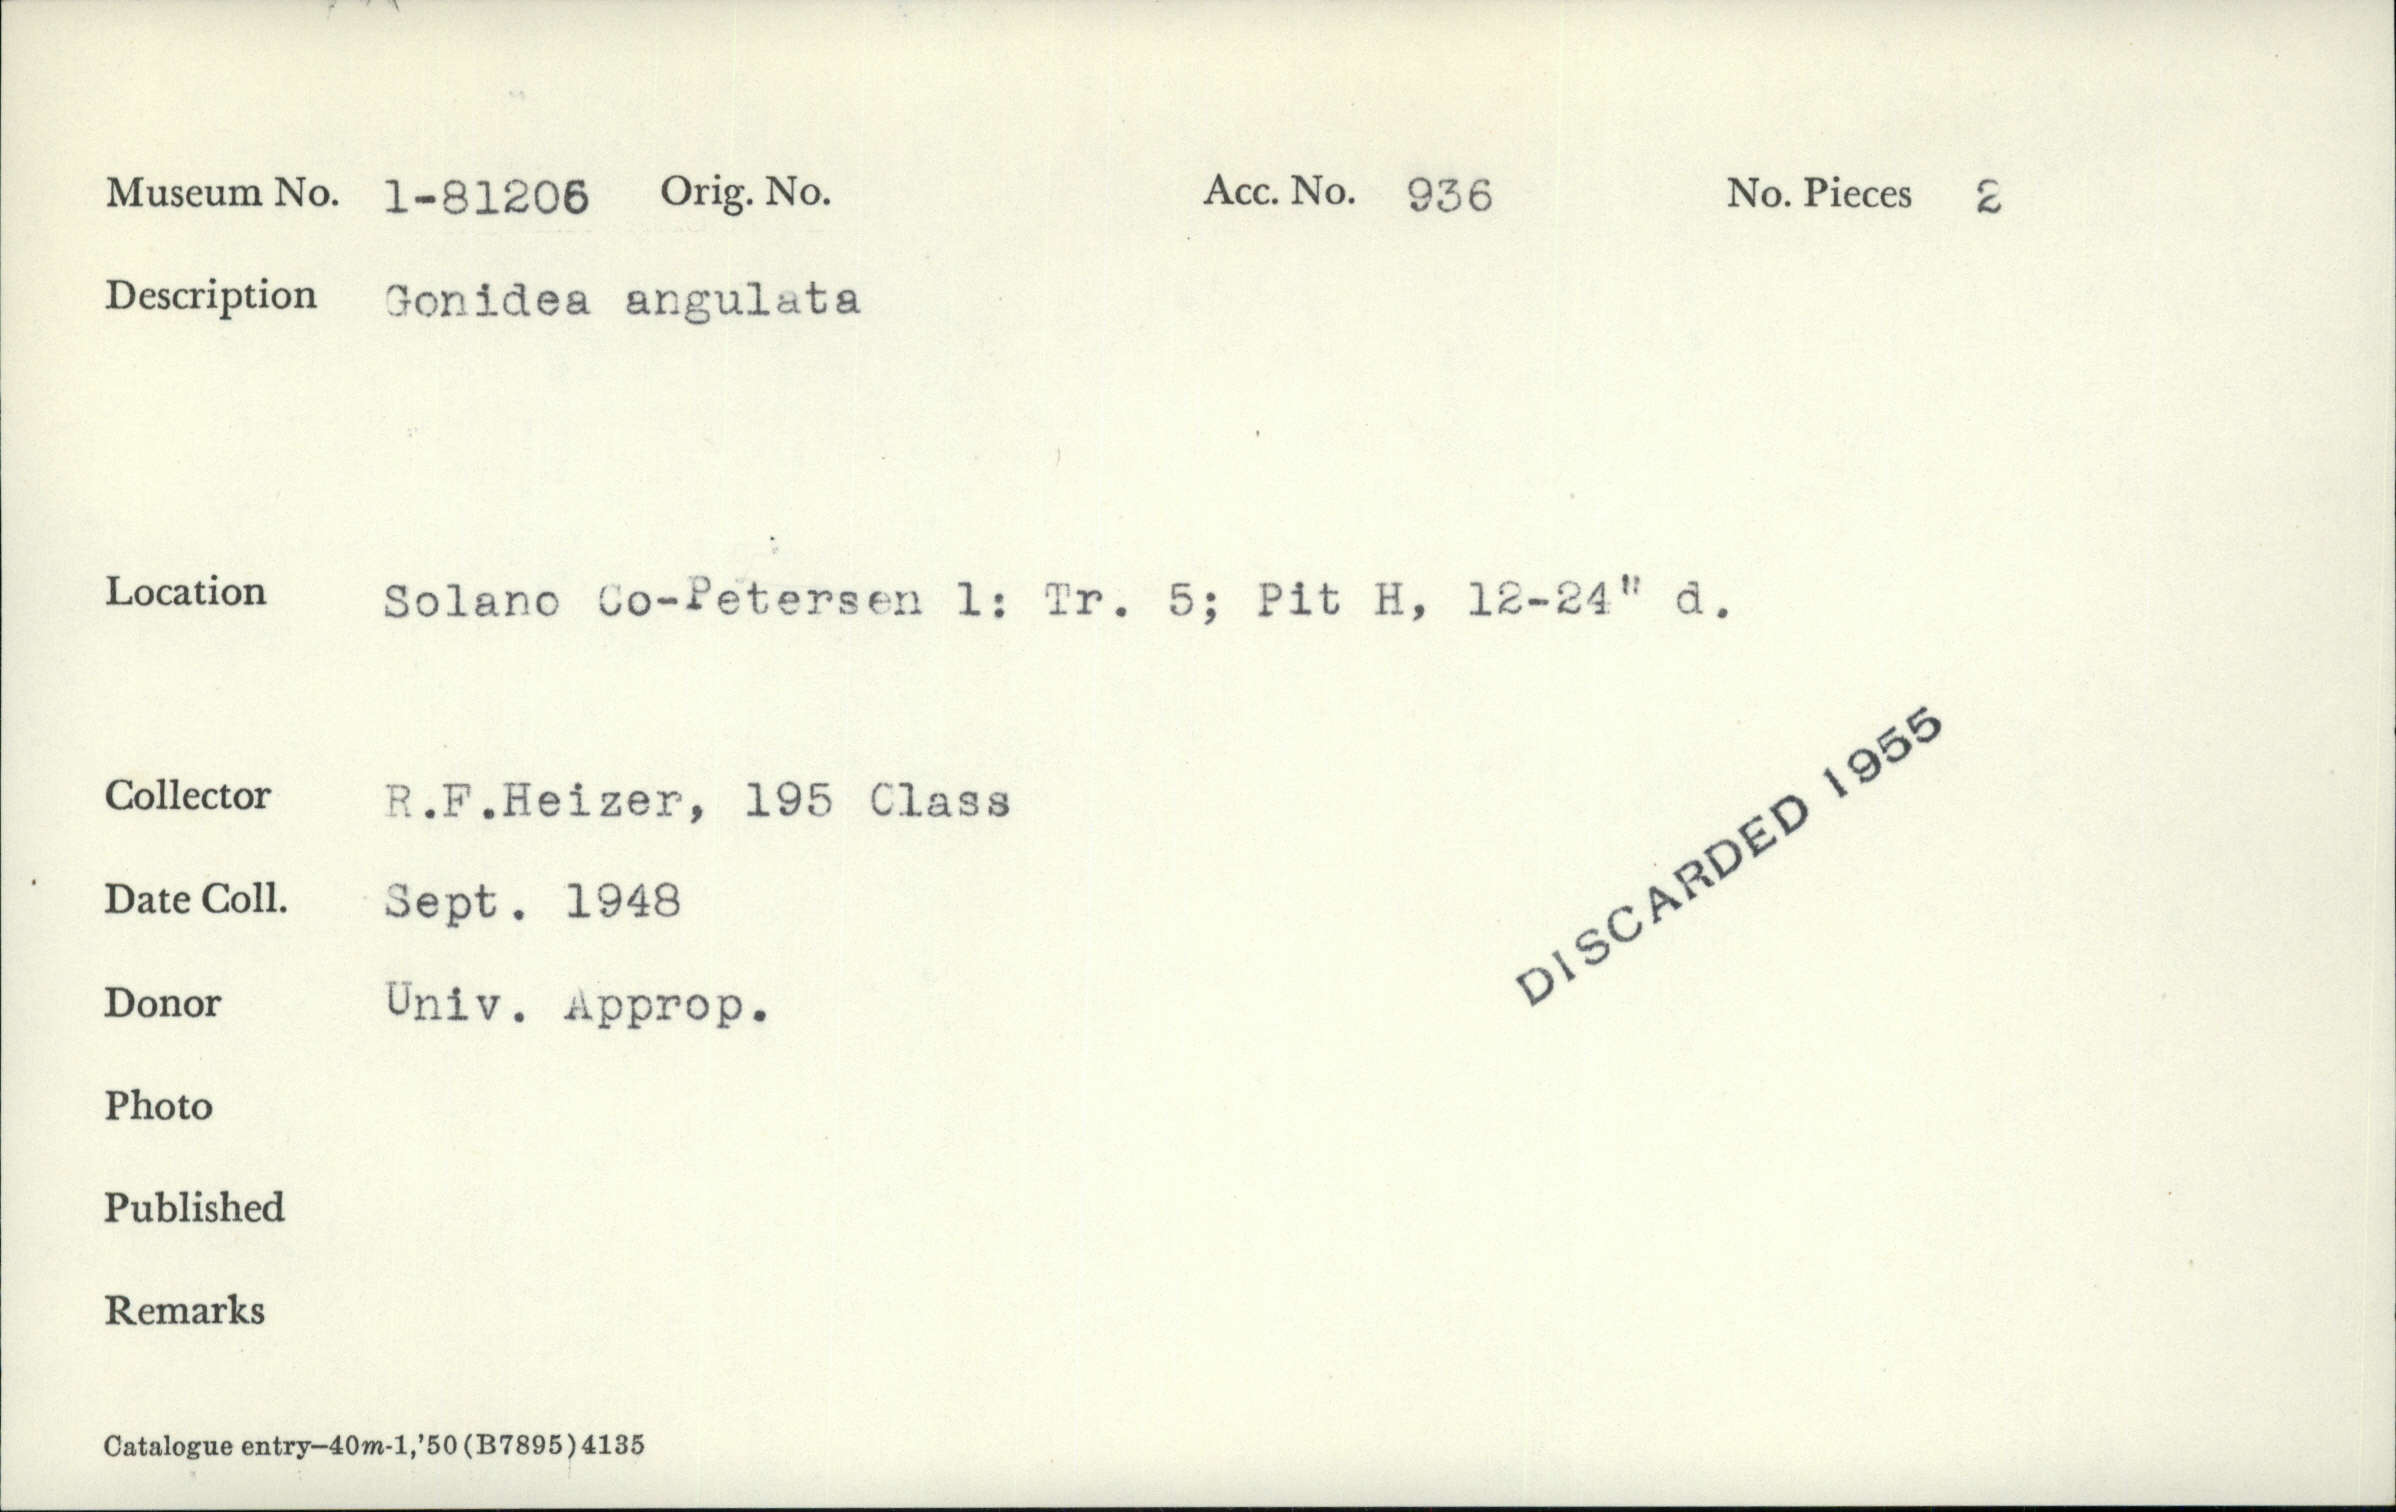 Museum No. 1-81206 Orig. No. Acc. No. 936 No. Pieces 2
Description Gonidea angulata
Location Solano Co-Petersen 1: Tr. 5; Pit H, 12-24" d.
Collector R.F.Heizer, 195 Class
DISCARDED 1955
Date Coll. Sept. 1948
Donor Univ. Approp.
Photo
Published
Remarks
Catalogue entry—40m-1,'50(B7895)4135